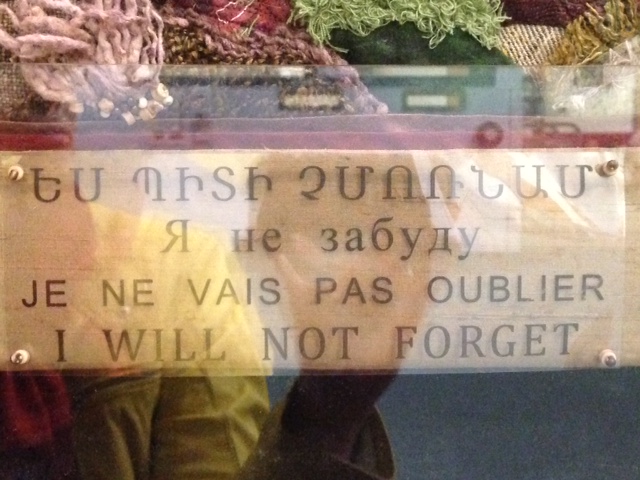 ԵՍ ՊԻՏԻ ՉՄՈՌՆԱՄ
Я не забуду
JE NE VAIS PAS OUBLIER
I WILL NOT FORGET